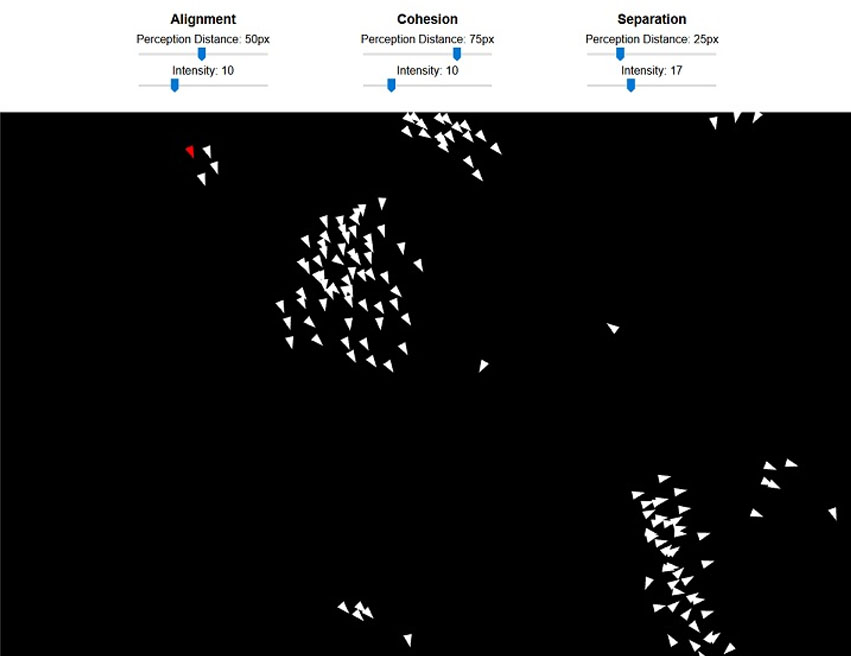 Alignment
Perception Distance: 50px
Intensity: 10
Cohesion
Perception Distance: 75px
Intensity: 10
Separation
Perception Distance: 25px
Intensity: 17